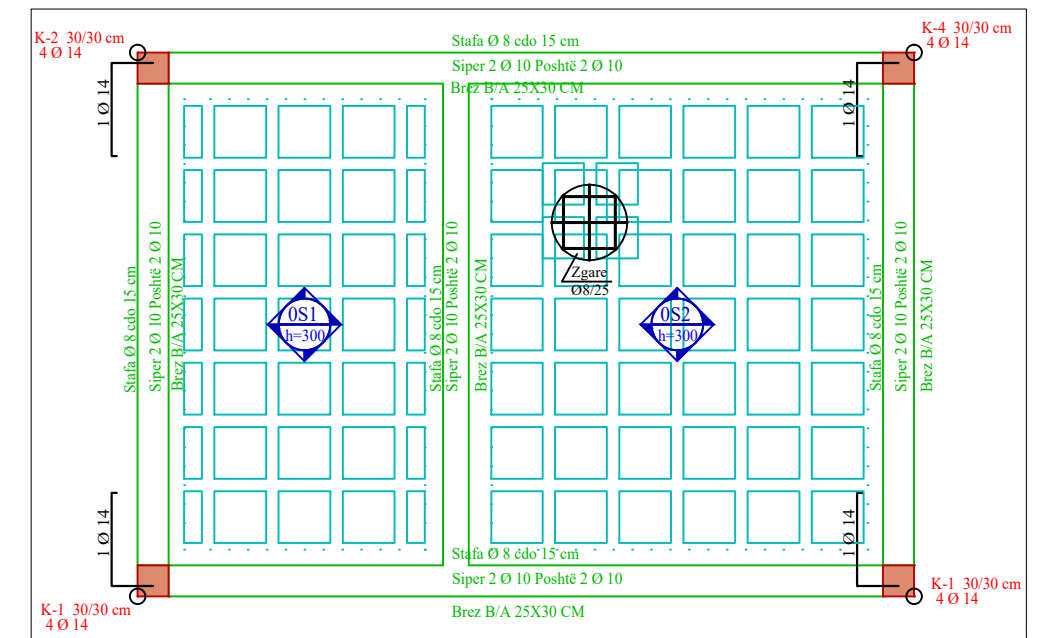 K-2 30/30 cm
4 Ø 14
Stafa Ø 8 cdo 15 cm
K-4 30/30 cm
4 Ø 14
Siper 2 Ø 10 Poshtë 2 Ø 10
Brez B/A 25X30 CM
1 Ø 14
1 Ø 14
Stafa Ø 8 cdo 15 cm
Siper 2 Ø 10 Poshtë 2 Ø 10
Brez B/A 25X30 CM
0S1
h=300
Stafa Ø 8 cdo 15 cm
Siper 2 Ø 10 Poshtë 2 Ø 10
Brez B/A 25X30 CM
Zgare
Ø8/25
0S2
h=300
Stafa Ø 8 cdo 15 cm
Siper 2 Ø 10 Poshtë 2 Ø 10
Brez B/A 25X30 CM
1 Ø 14
1 Ø 14
Stafa Ø 8 cdo 15 cm
Siper 2 Ø 10 Poshtë 2 Ø 10
Brez B/A 25X30 CM
K-1 30/30 cm
4 Ø 14
K-1 30/30 cm
4 Ø 14